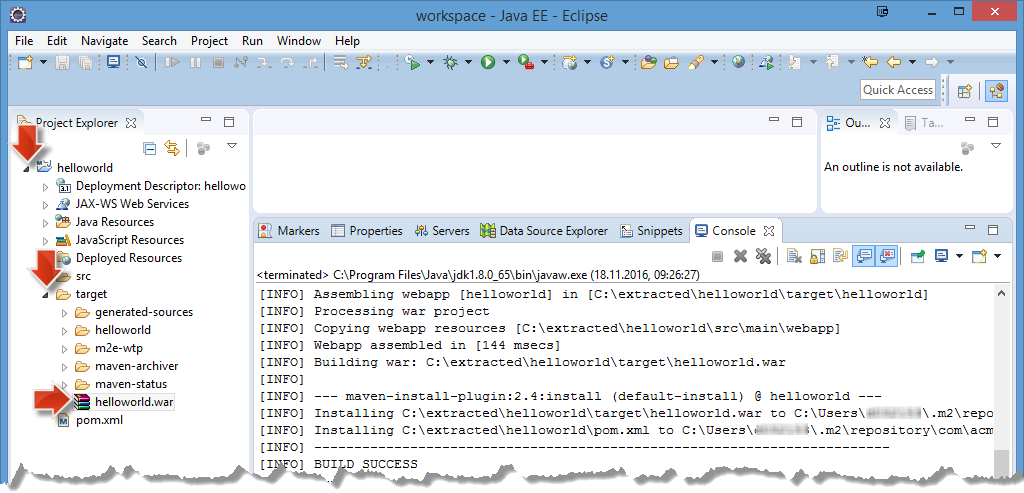 workspace - Java EE - Eclipse
File Edit Navigate Search Project Run Window Help
Quick Access
Project Explorer
helloworld
Deployment Descriptor: hellowo
JAX-WS Web Services
Java Resources
JavaScript Resources
Deployed Resources
src
target
generated-sources
helloworld
m2e-wtp
maven-archiver
maven-status
helloworld.war
pom.xml
Ou... Ta...
An outline is not available.
Markers Properties Servers Data Source Explorer Snippets Console
<terminated> C:\Program Files\Java\jdk1.8.0_65\bin\javaw.exe (18.11.2016, 09:26:27)
[INFO] Assembling webapp [helloworld] in [C:\extracted\helloworld\target\helloworld]
[INFO] Processing war project
[INFO] Copying webapp resources [C:\extracted\helloworld\src\main\webapp]
[INFO] Webapp assembled in [144 msecs]
[INFO] Building war: C:\extracted\helloworld\target\helloworld.war
[INFO]
[INFO] --- maven-install-plugin:2.4:install (default-install) @ helloworld ---
[INFO] Installing C:\extracted\helloworld\target\helloworld.war to C:\Users\ \.m2\repo
[INFO] Installing C:\extracted\helloworld\pom.xml to C:\Users\ \.m2\repository\com\acm
[INFO] ------------------------------------------------------------------------
[INFO] BUILD SUCCESS